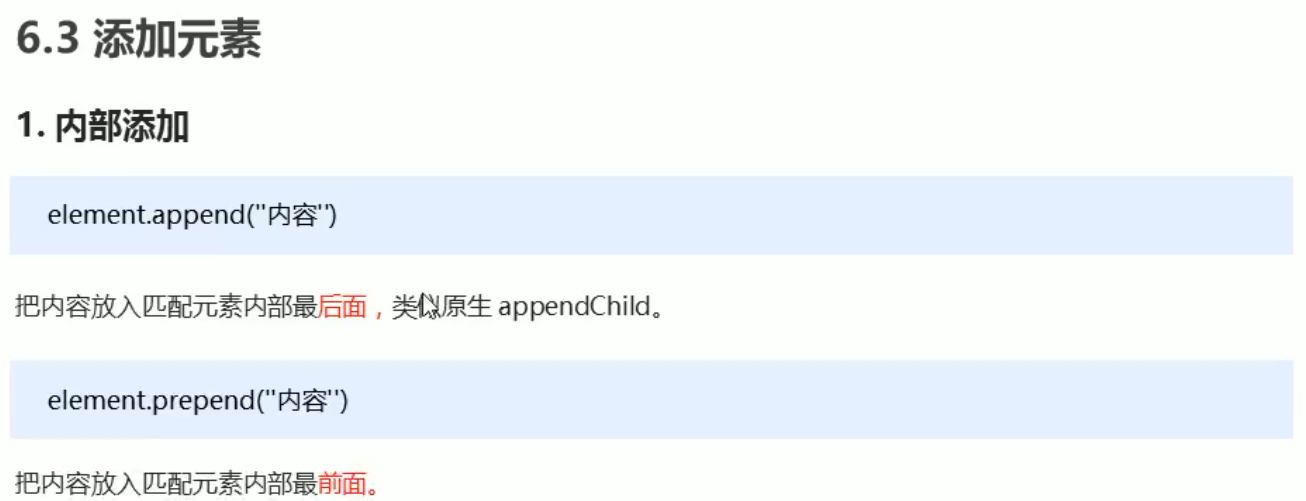 6.3 添加元素
1. 内部添加
element.append(''内容'')
把内容放入匹配元素内部最后面，类似原生 appendChild。
element.prepend(''内容'')
把内容放入匹配元素内部最前面。